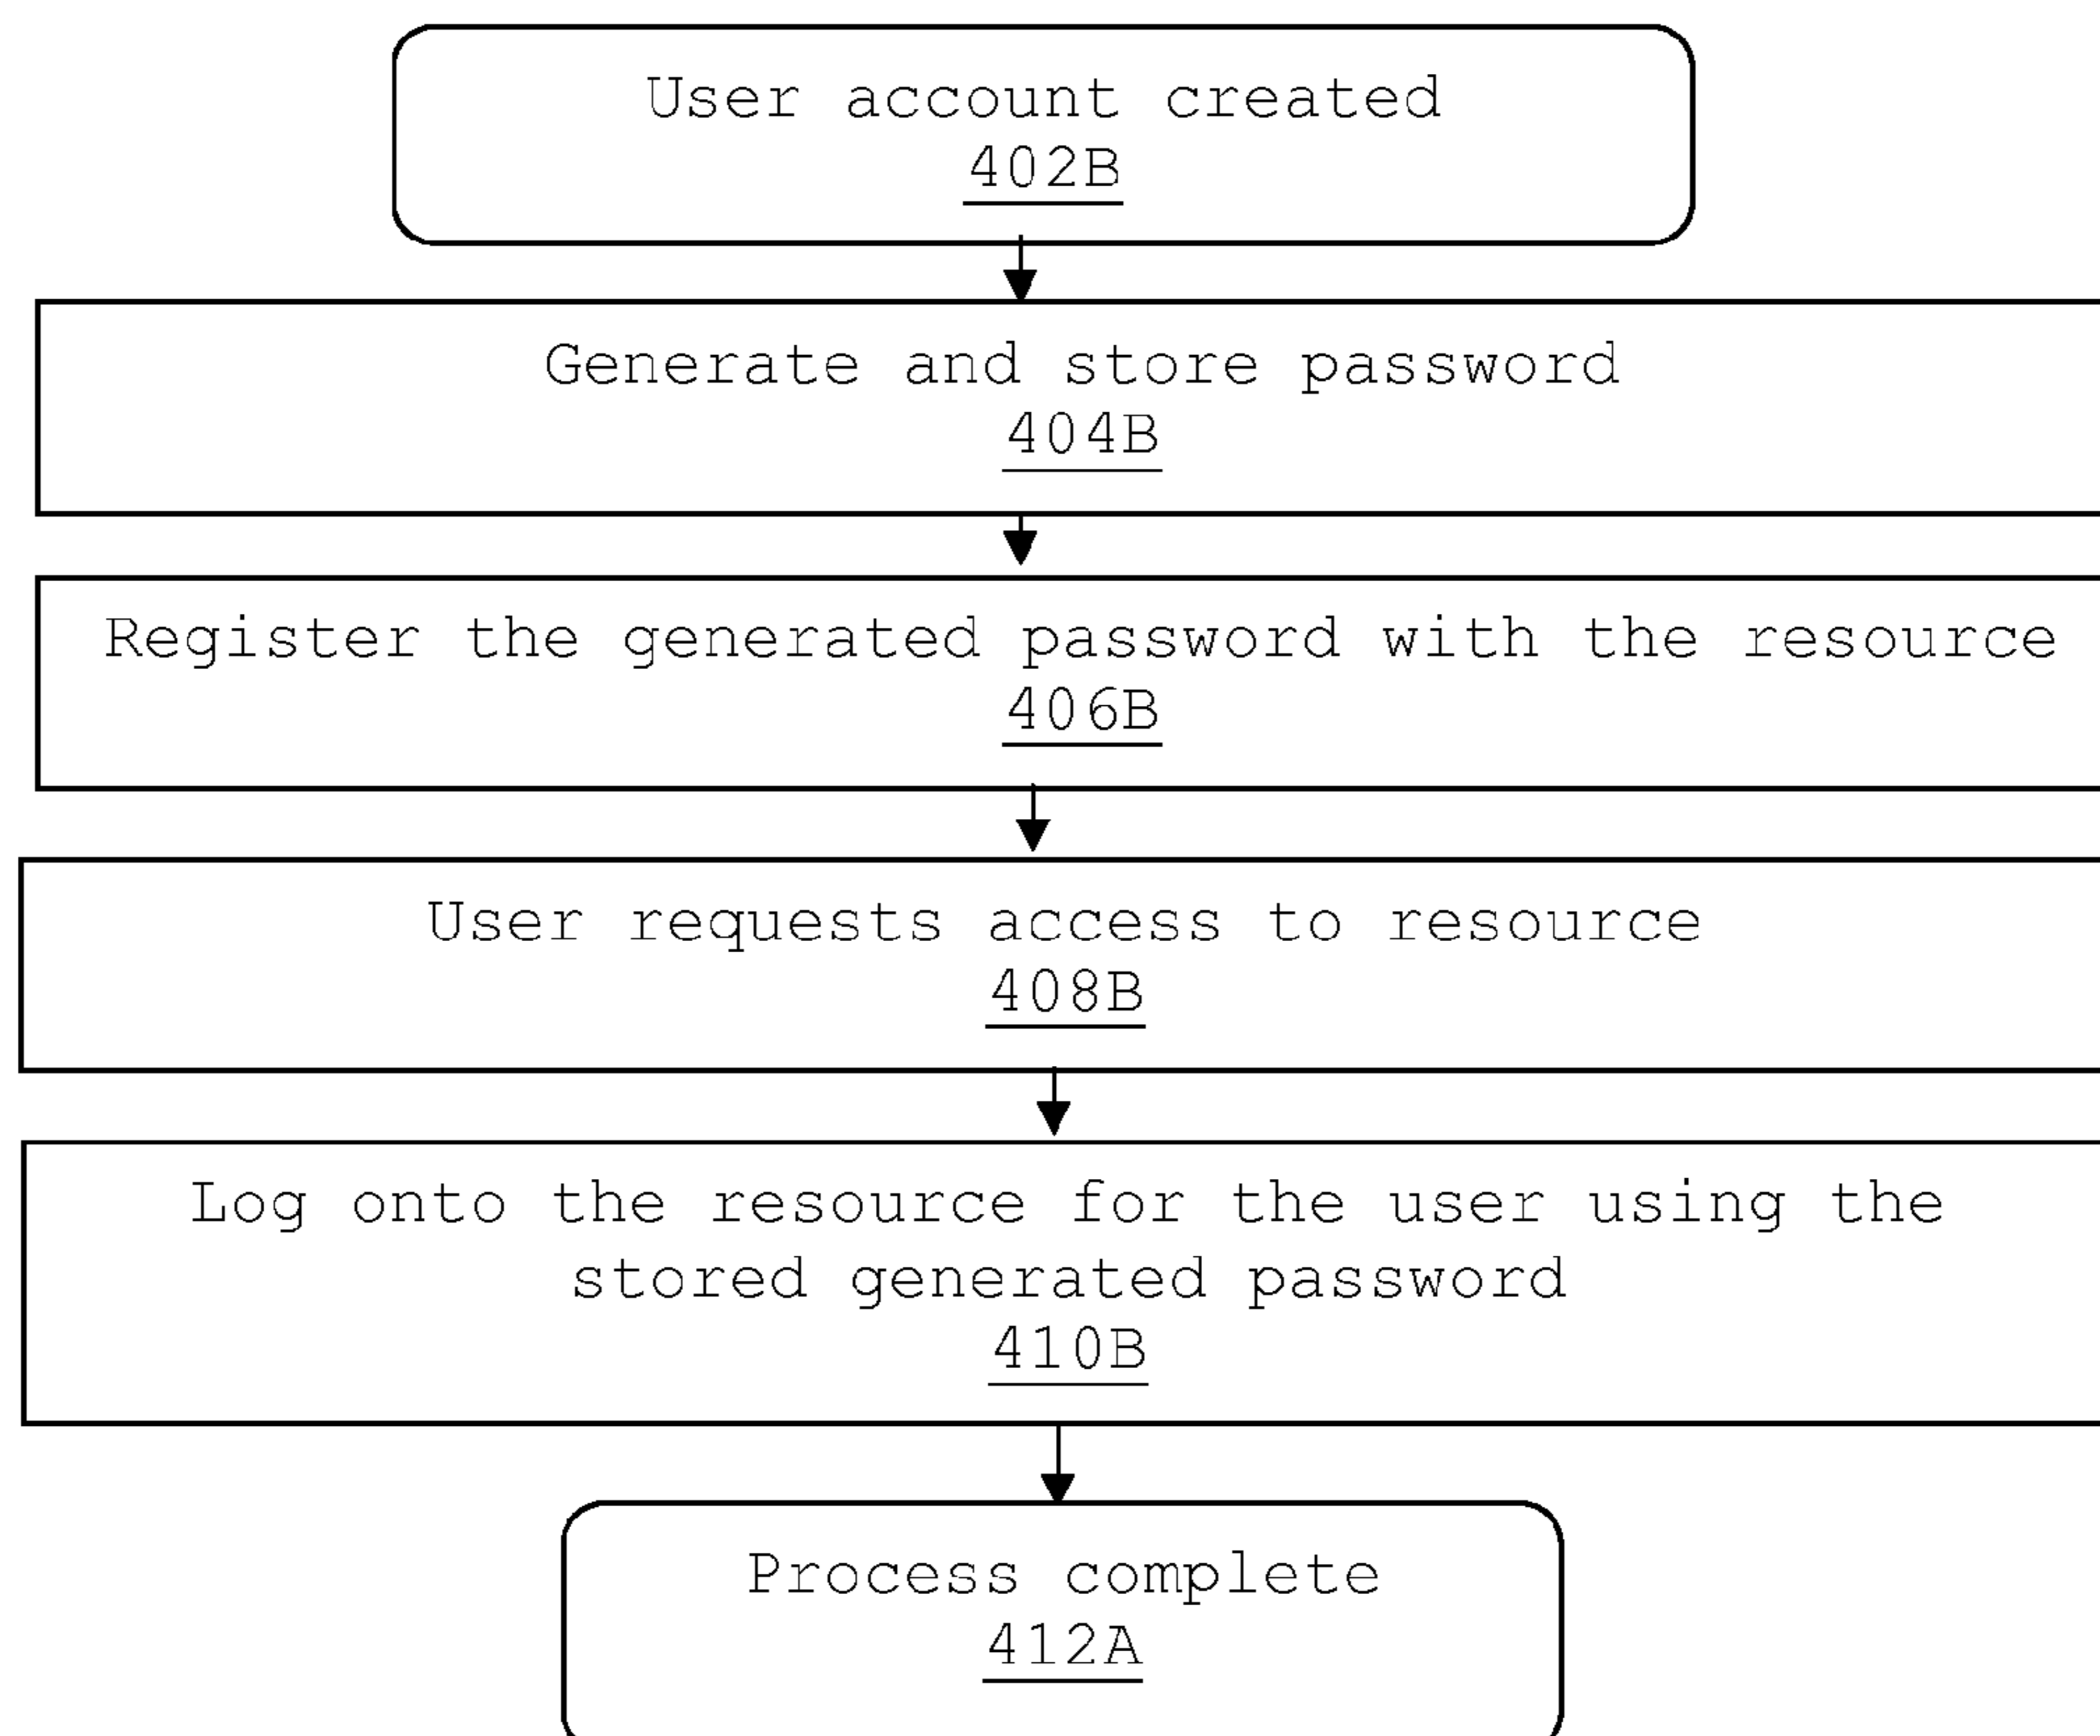 User account created
402B
Generate and store password
404B
Register the generated password with the resource
406B
User requests access to resource
408B
Log onto the resource for the user using the
stored generated password
410B
Process complete
412A